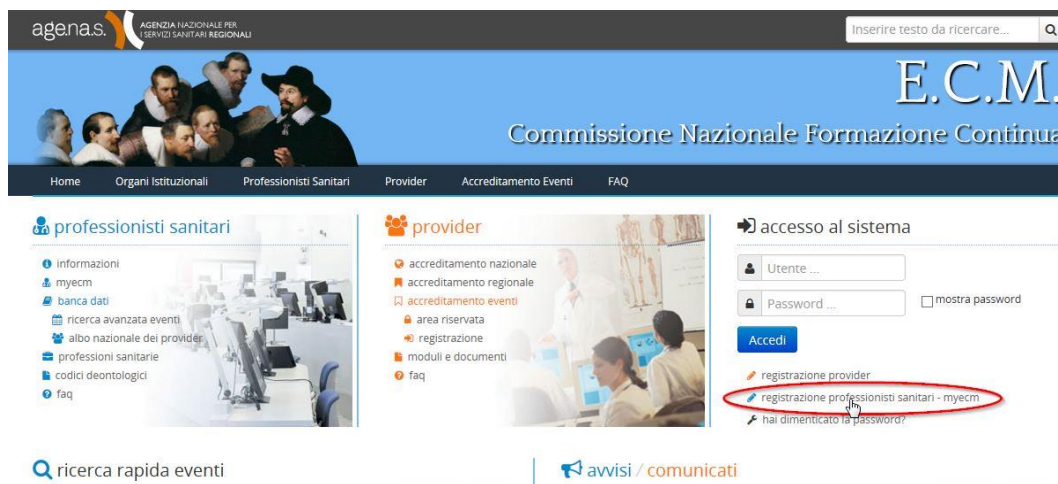 age.na.s.
AGENZIA NAZIONALE PER
I SERVIZI SANITARI REGIONALI
Inserire testo da ricercare...
E.C.M.
Commissione Nazionale Formazione Continua
Home Organi Istituzionali Professionisti Sanitari Provider Accreditamento Eventi FAQ
professionisti sanitari
informazioni
myecm
banca dati
ricerca avanzata eventi
albo nazionale dei provider
professioni sanitarie
codici deontologici
faq
provider
accreditamento nazionale
accreditamento regionale
accreditamento eventi
area riservata
registrazione
moduli e documenti
faq
accesso al sistema
Utente ...
Password ...
mostra password
Accedi
registrazione provider
registrazione professionisti sanitari - myecm
hai dimenticato la password?
ricerca rapida eventi
avvisi / comunicati